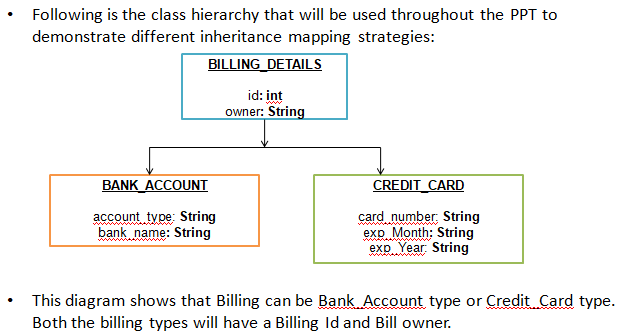 • Following is the class hierarchy that will be used throughout the PPT to
demonstrate different inheritance mapping strategies:
BILLING_DETAILS
id: int
owner: String
BANK_ACCOUNT
account_type: String
bank_name: String
CREDIT_CARD
card_number: String
exp_Month: String
exp_Year: String
• This diagram shows that Billing can be Bank_Account type or Credit_Card type.
Both the billing types will have a Billing Id and Bill owner.